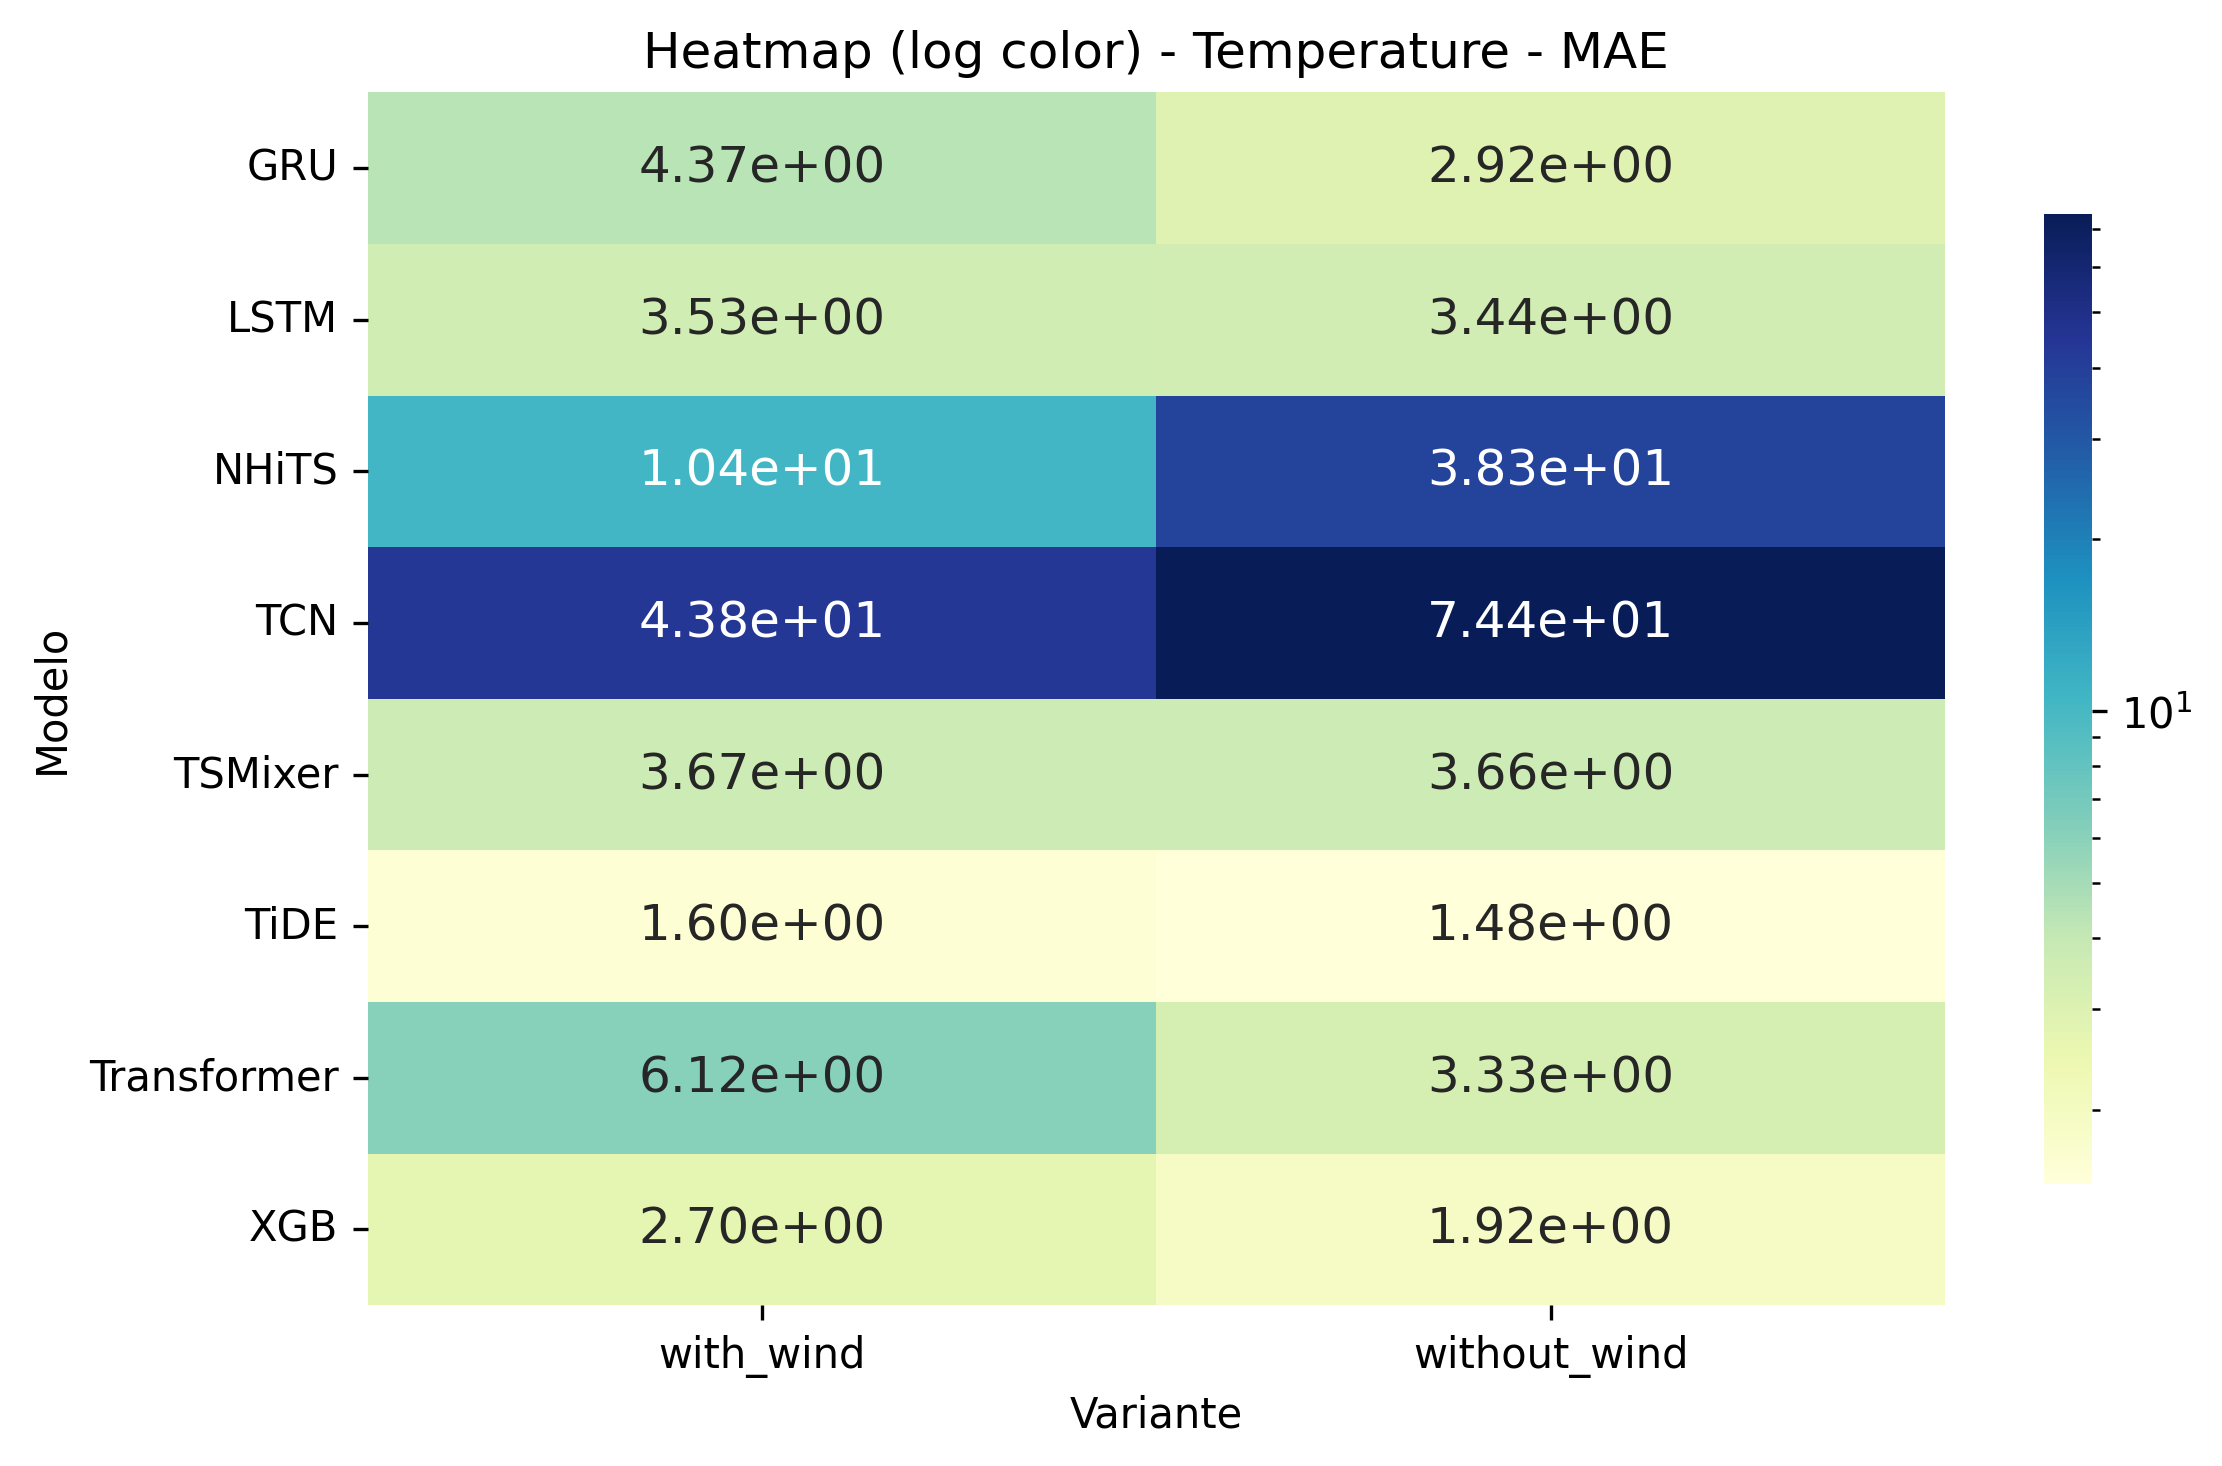 Heatmap (log color) - Temperature - MAE
Modelo
GRU 4.37e+00 2.92e+00
LSTM 3.53e+00 3.44e+00
NHiTS 1.04e+01 3.83e+01
TCN 4.38e+01 7.44e+01
TSMixer 3.67e+00 3.66e+00
TiDE 1.60e+00 1.48e+00
Transformer 6.12e+00 3.33e+00
XGB 2.70e+00 1.92e+00
with_wind without_wind
Variante
10¹